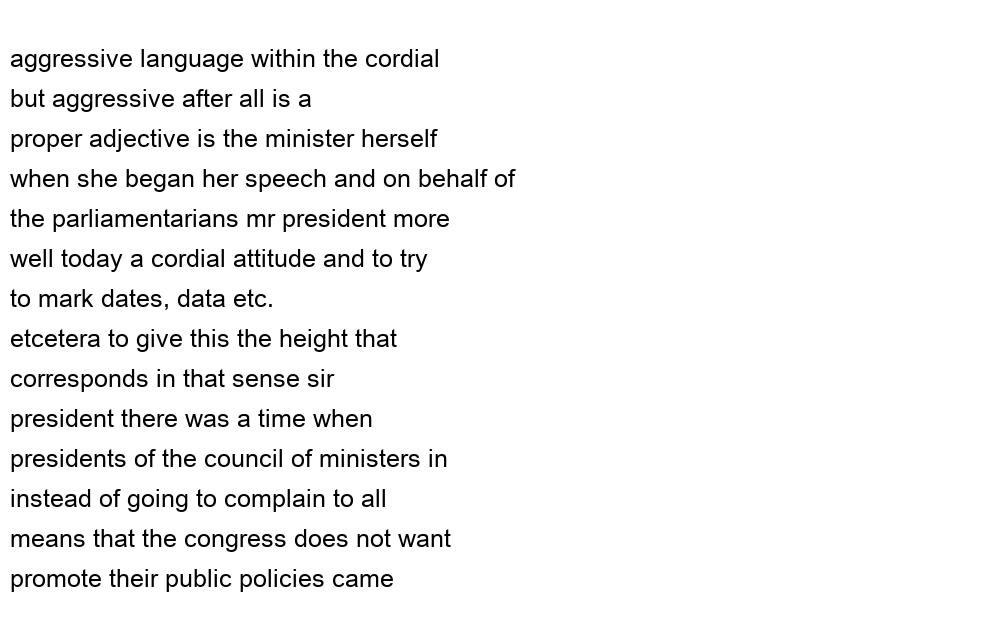 aggressive language within the cordial
but aggressive after all is a
proper adjective is the minister herself
when she began her speech and on behalf of
the parliamentarians mr president more
well today a cordial attitude and to try
to mark dates, data etc.
etcetera to give this the height that
corresponds in that sense sir
president there was a time when
presidents of the council of ministers in
instead of going to complain to all
means that the congress does not want
promote their public policies came